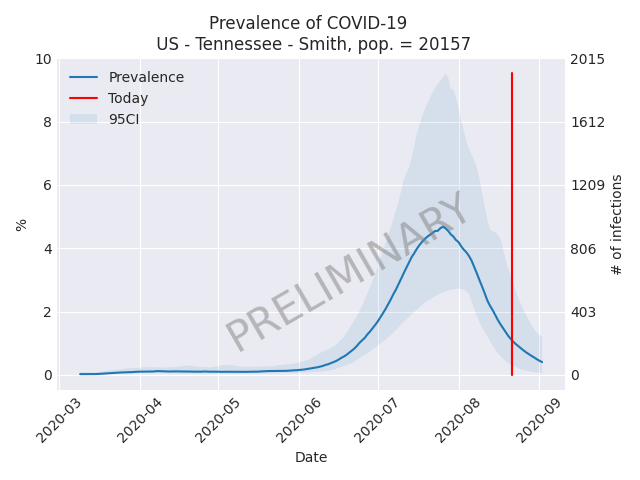 Prevalence of COVID-19
US - Tennessee - Smith, pop. = 20157
10
8
6
4
2
0
%
2015
1612
1209
806
403
0
# of infections
Prevalence
Today
95CI
PRELIMINARY
2020-03
2020-04
2020-05
2020-06
2020-07
2020-08
2020-09
Date